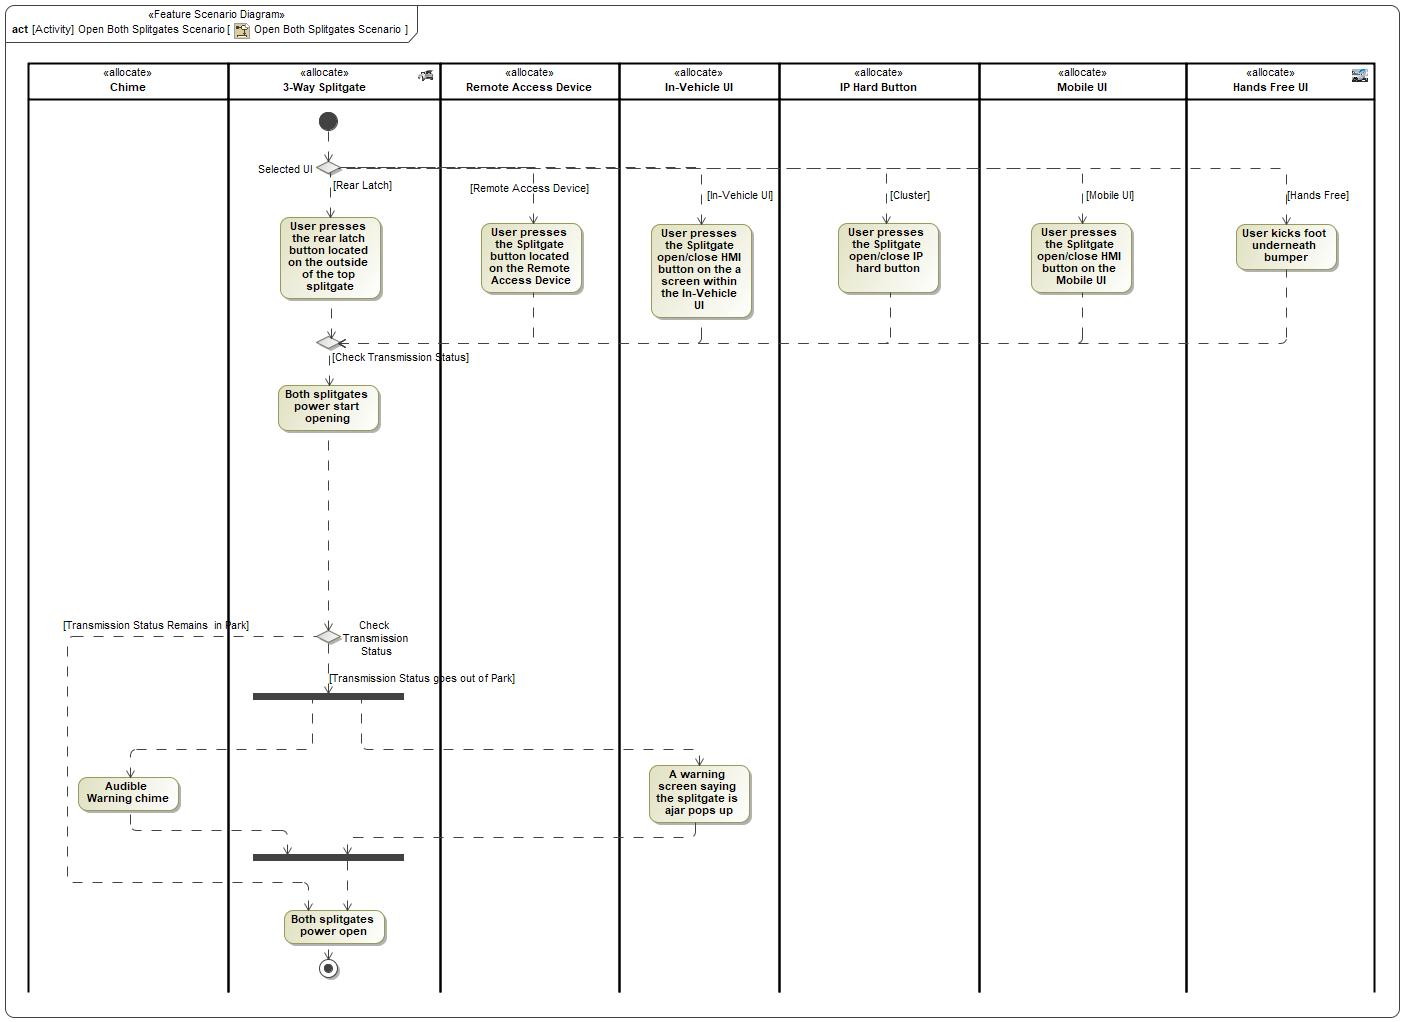 «Feature Scenario Diagram»
act [Activity] Open Both Splitgates Scenario [ Open Both Splitgates Scenario ]
«allocate»
Chime
«allocate»
3-Way Splitgate
«allocate»
Remote Access Device
«allocate»
In-Vehicle UI
«allocate»
IP Hard Button
«allocate»
Mobile UI
«allocate»
Hands Free UI
Selected UI
[Rear Latch]
[Remote Access Device]
[In-Vehicle UI]
[Cluster]
[Mobile UI]
[Hands Free]
User presses
the rear latch
button located
on the outside
of the top
splitgate
User presses
the Splitgate
button located
on the Remote
Access Device
User presses
the Splitgate
open/close HMI
button on the a
screen within
the In-Vehicle
UI
User presses
the Splitgate
open/close IP
hard button
User presses
the Splitgate
open/close HMI
button on the
Mobile UI
User kicks foot
underneath
bumper
[Check Transmission Status]
Both splitgates
power start
opening
[Transmission Status Remains  in Park]
Check
Transmission
Status
[Transmission Status goes out of Park]
Audible
Warning chime
A warning
screen saying
the splitgate is
ajar pops up
Both splitgates
power open